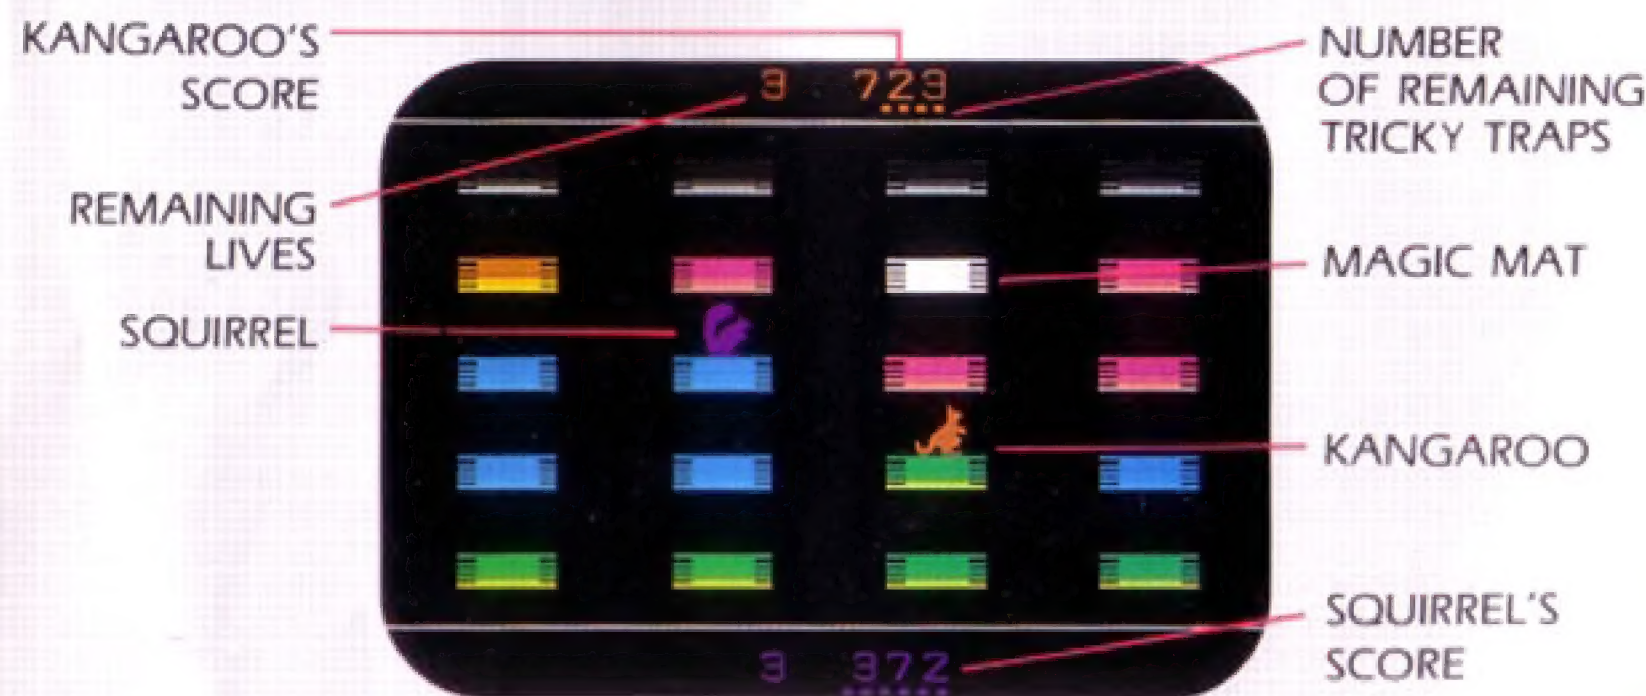 KANGAROO'S
SCORE
NUMBER
OF REMAINING
TRICKY TRAPS
3 723
REMAINING
LIVES
MAGIC MAT
SQUIRREL
KANGAROO
SQUIRREL'S
SCORE
3 372